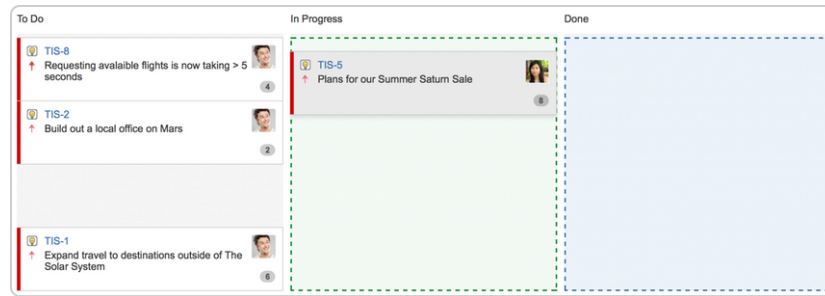 To Do
In Progress
Done
TIS-8
Requesting avalaible flights is now taking > 5
seconds
4
TIS-2
Build out a local office on Mars
2
TIS-1
Expand travel to destinations outside of The
Solar System
6
TIS-5
Plans for our Summer Saturn Sale
8